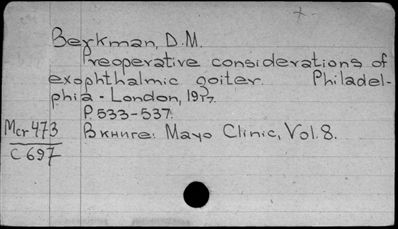 Berkman, D.M.
Preoperative considerations of
exophthalmic goiter. Philadel-
phia - London, 1917.
P. 533-537.
Mcr 473 В книге: Mayo Clinic, Vol. 8.
C 697